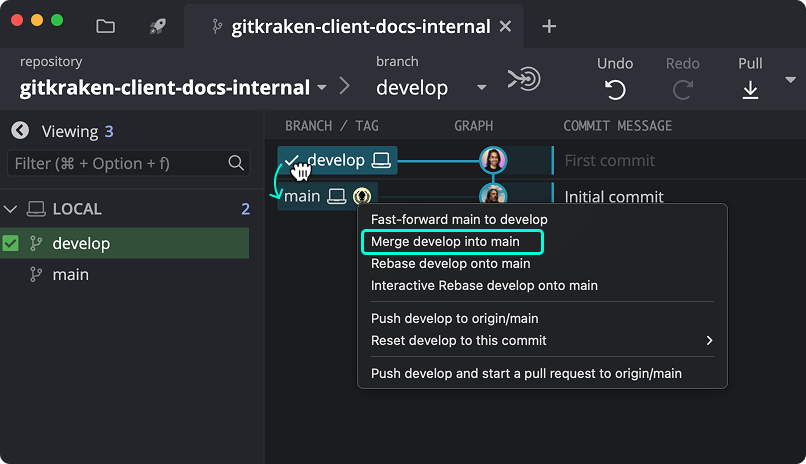 gitkraken-client-docs-internal
repository
gitkraken-client-docs-internal
branch
develop
Undo
Redo
Pull
Viewing 3
Filter (⌘ + Option + f)
LOCAL 2
develop
main
BRANCH / TAG GRAPH COMMIT MESSAGE
develop First commit
main Initial commit
Fast-forward main to develop
Merge develop into main
Rebase develop onto main
Interactive Rebase develop onto main
Push develop to origin/main
Reset develop to this commit
Push develop and start a pull request to origin/main